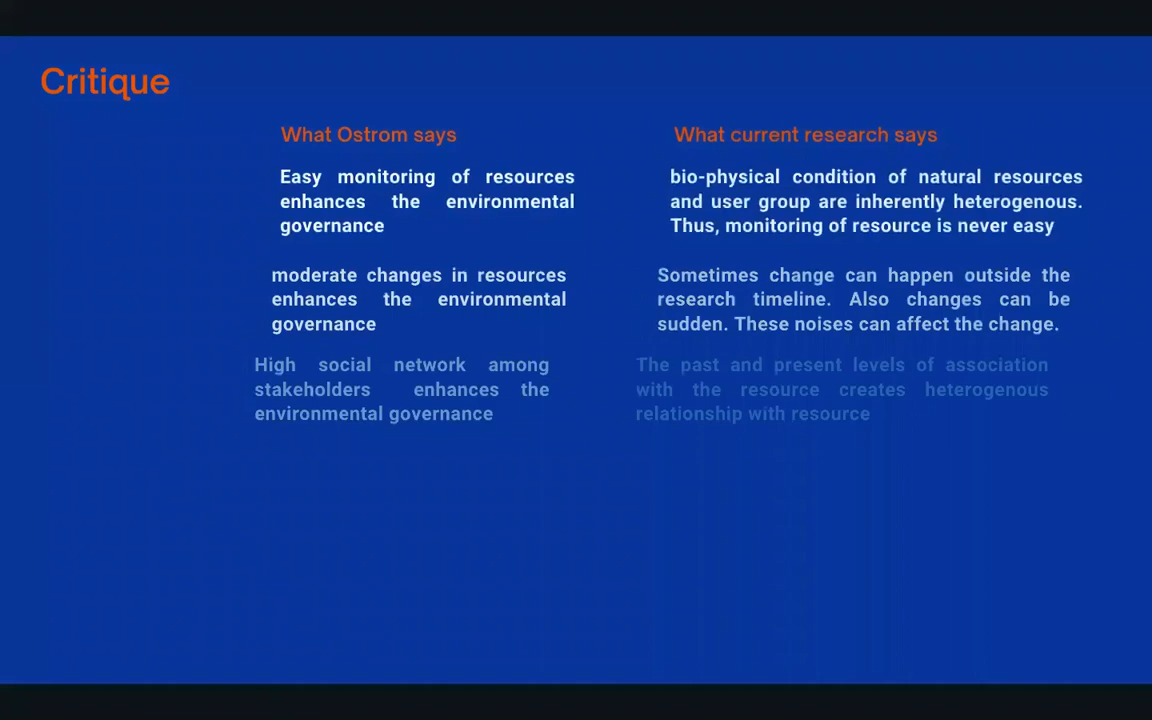 Critique
What Ostrom says
Easy monitoring of resources
enhances the environmental
governance
moderate changes in resources
enhances the environmental
governance
High social network among
stakeholders enhances the
environmental governance
What current research says
bio-physical condition of natural resources
and user group are inherently heterogenous.
Thus, monitoring of resource is never easy
Sometimes change can happen outside the
research timeline. Also changes can be
sudden. These noises can affect the change.
The past and present levels of association
with the resource creates heterogenous
relationship with resource